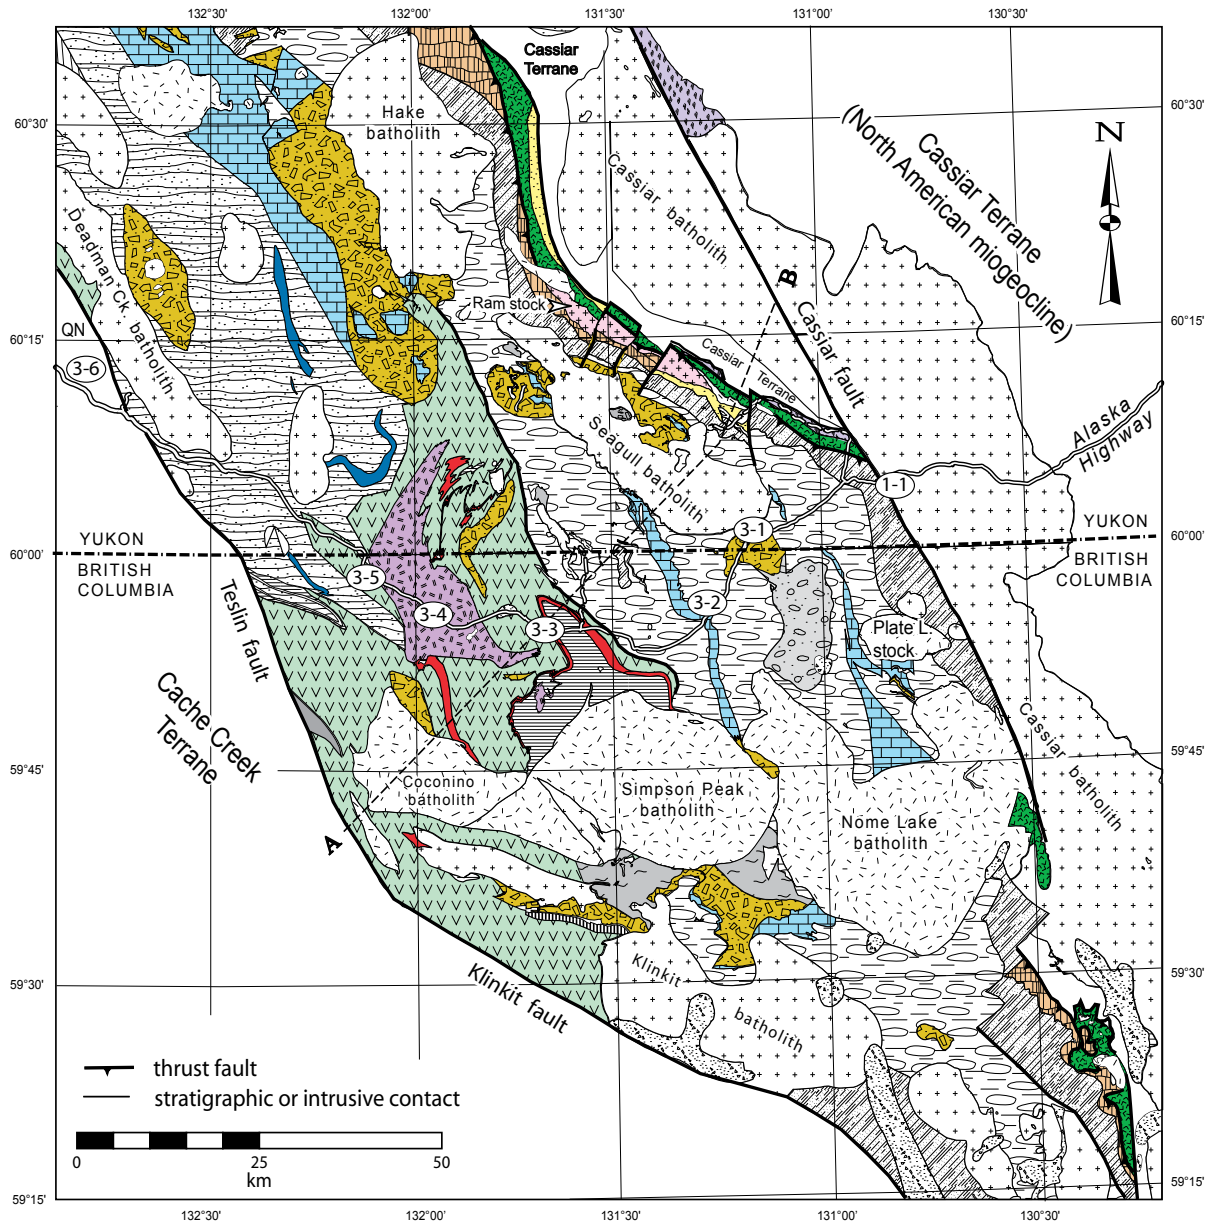 132°30'
132°00'
131°30'
131°00'
130°30'
60°30'
60°15'
60°00'
59°45'
59°30'
59°15'
60°30'
60°15'
60°00'
59°45'
59°30'
59°15'
132°30'
132°00'
131°30'
131°00'
130°30'
Cassiar
Terrane
Hake
batholith
Cassiar batholith
Cassiar Terrane
(North American miogeocline)
N
Deadman Ck. batholith
QN
3-6
Ram stock
B
Cassiar fault
Cassiar Terrane
Seagull batholith
Alaska
Highway
1-1
3-1
YUKON
BRITISH
COLUMBIA
YUKON
BRITISH
COLUMBIA
3-5
3-4
3-3
3-2
Teslin fault
Plate L.
stock
Cache Creek
Terrane
Cassiar batholith
Coconino
batholith
Simpson Peak
batholith
Nome Lake
batholith
A
Klinkit fault
Klinkit
batholith
thrust fault
stratigraphic or intrusive contact
0 25 50
km